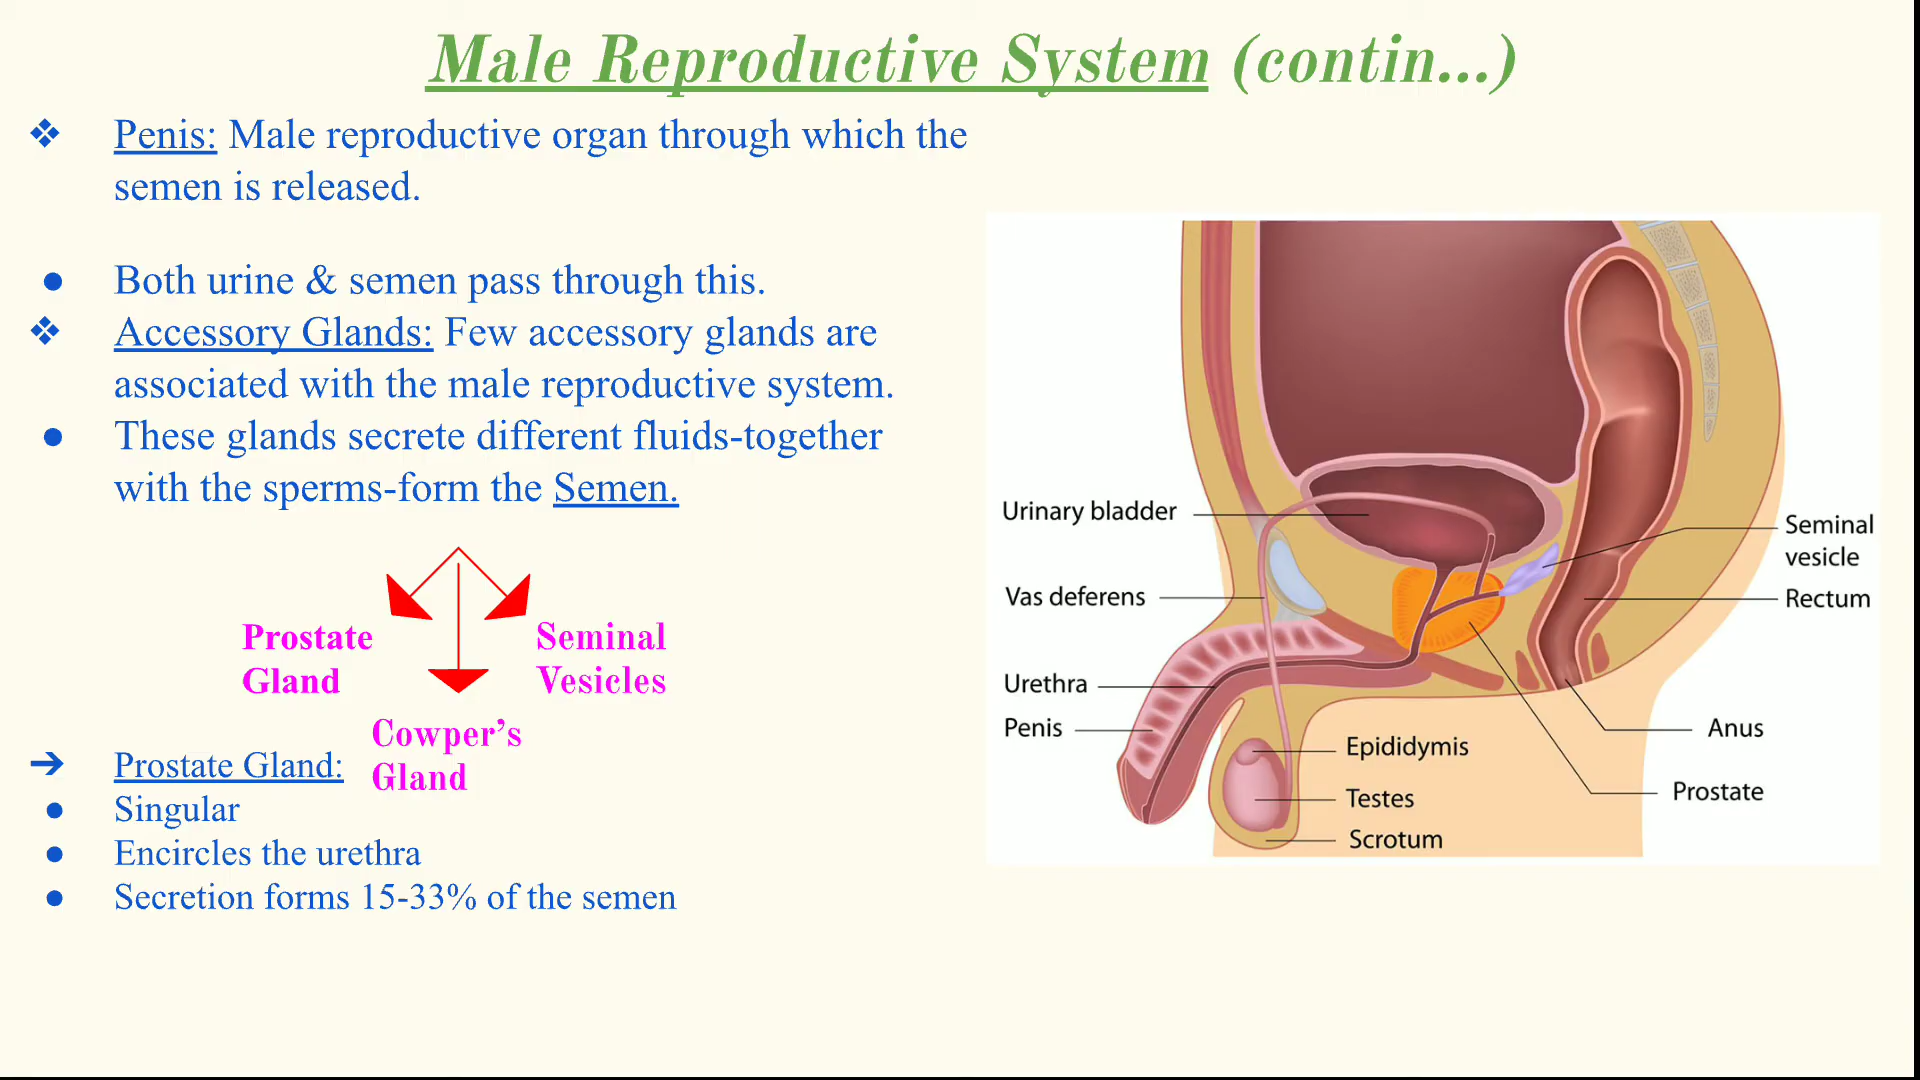 Male Reproductive System (contin...)
❖ Penis: Male reproductive organ through which the
semen is released.
● Both urine & semen pass through this.
❖ Accessory Glands: Few accessory glands are
associated with the male reproductive system.
● These glands secrete different fluids-together
with the sperms-form the Semen.
Prostate
Gland
Seminal
Vesicles
Cowper's
Gland
➔ Prostate Gland:
● Singular
● Encircles the urethra
● Secretion forms 15-33% of the semen
Urinary bladder
Vas deferens
Urethra
Penis
Epididymis
Testes
Scrotum
Seminal
vesicle
Rectum
Anus
Prostate